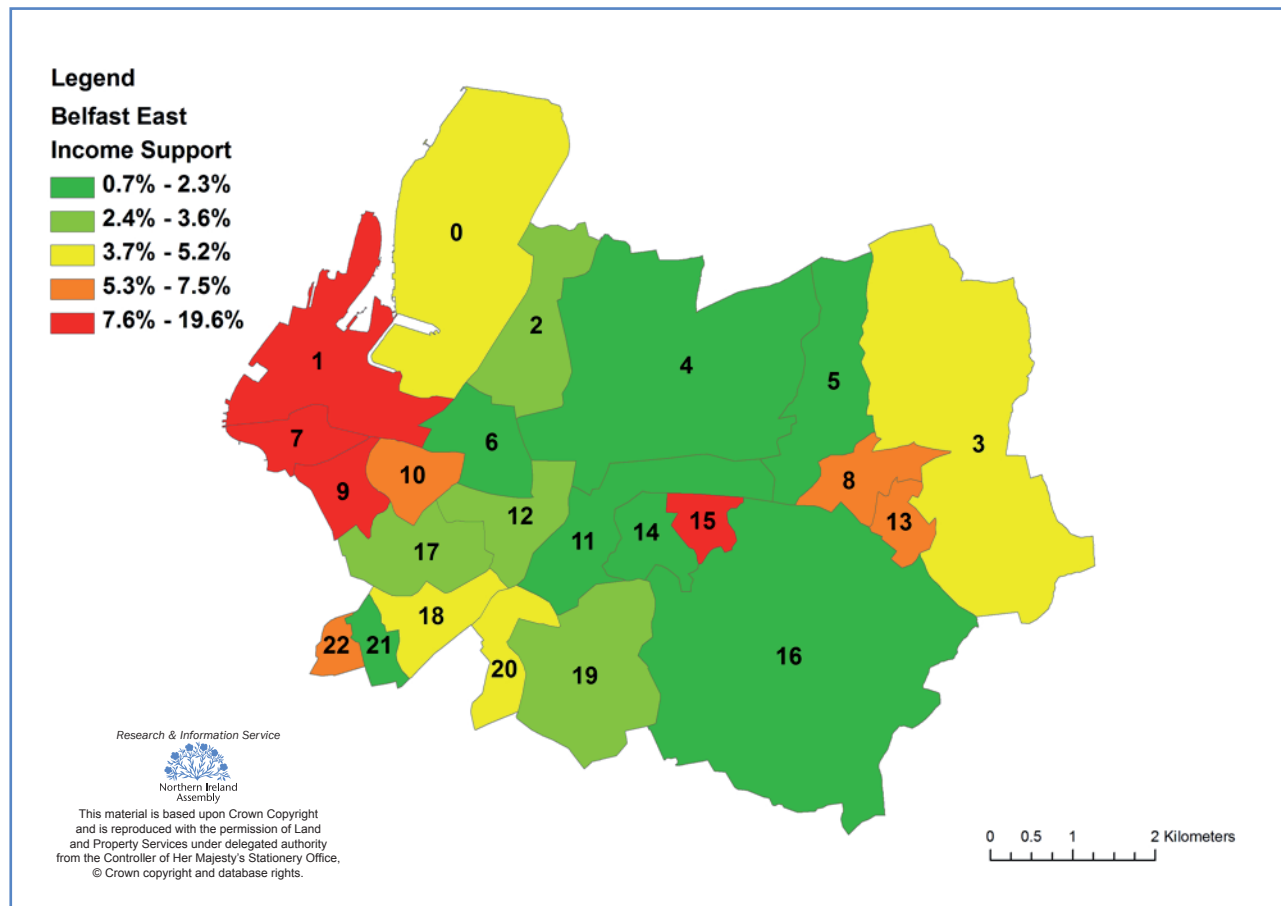 Legend
Belfast East
Income Support
0.7% - 2.3%
2.4% - 3.6%
3.7% - 5.2%
5.3% - 7.5%
7.6% - 19.6%
0
2
1
4
5
3
6
7
10
8
9
12
13
15
14
11
17
18
22
21
16
20
19
Research & Information Service
Northern Ireland
Assembly
This material is based upon Crown Copyright
and is reproduced with the permission of Land
and Property Services under delegated authority
from the Controller of Her Majesty's Stationery Office,
© Crown copyright and database rights.
0 0.5 1 2 Kilometers